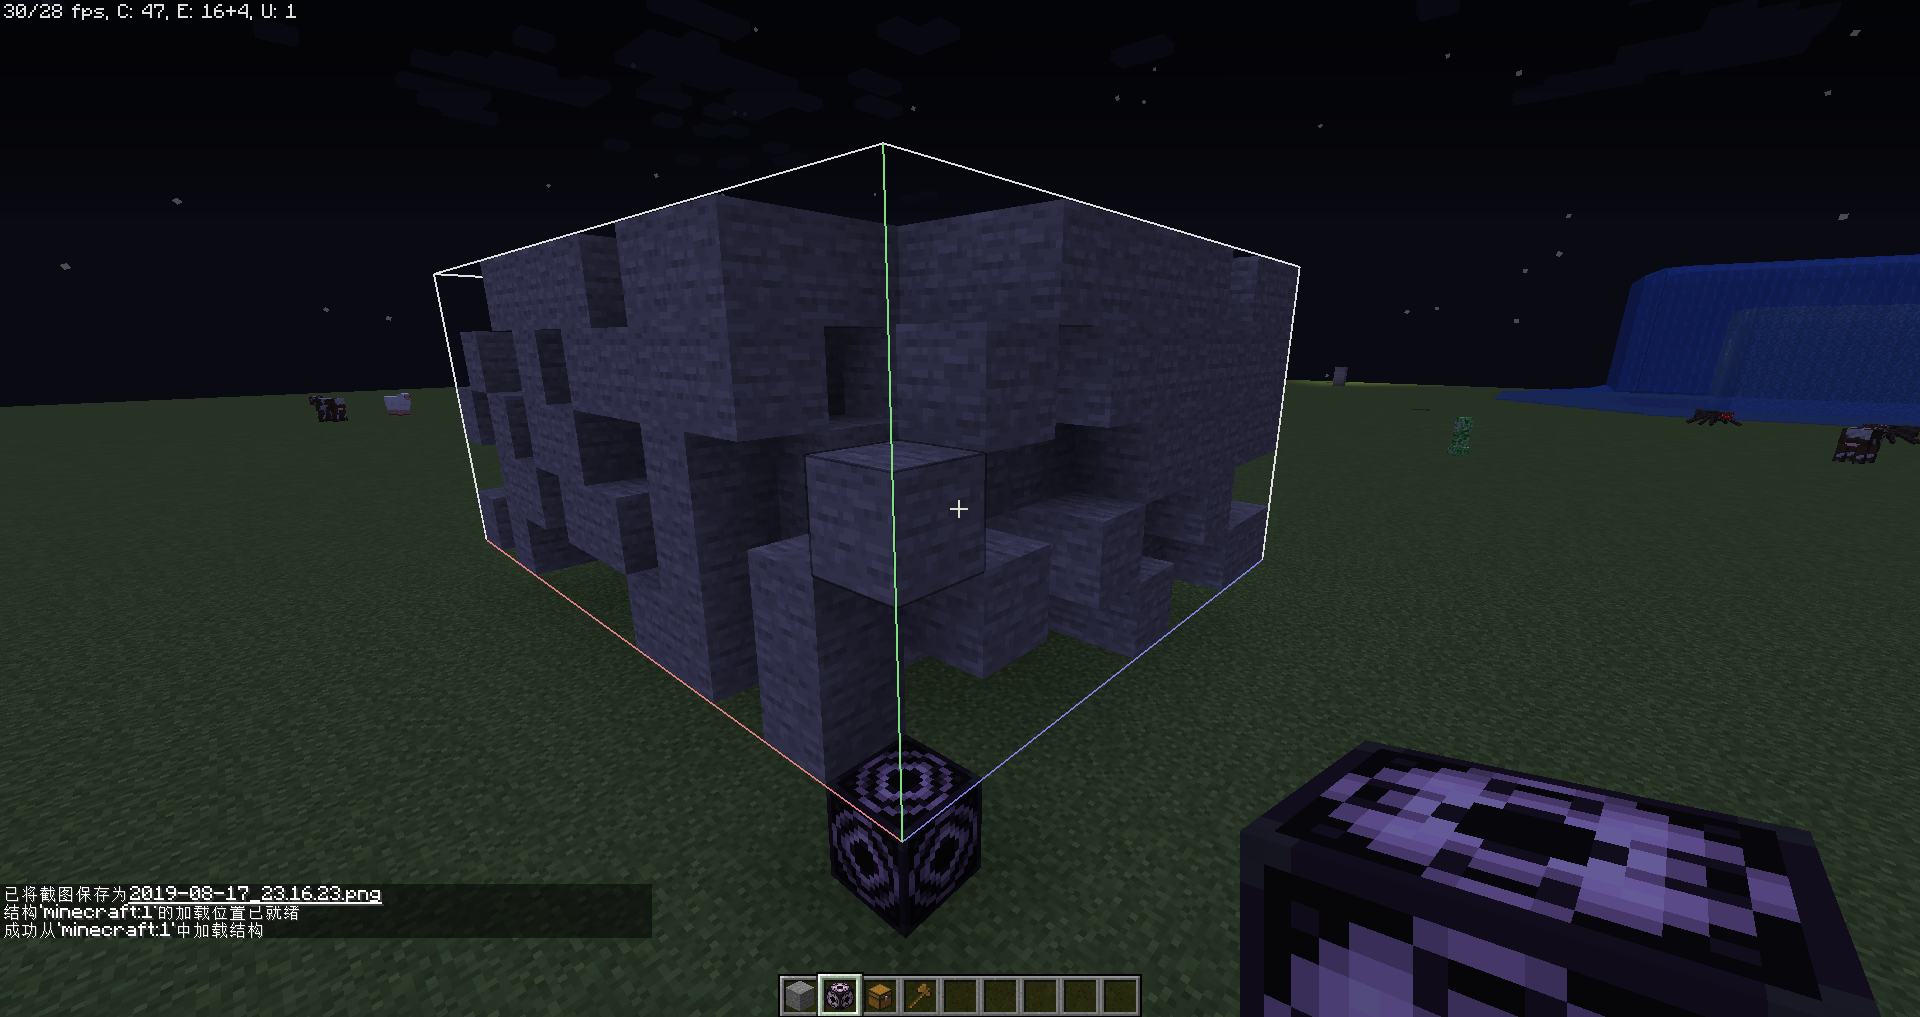 30/28 fps, C: 47, E: 16+4, U: 1
已将截图保存为2019-08-17_23.16.23.png
结构'minecraft:1'的加载位置已就绪
成功从'minecraft:1'中加载结构